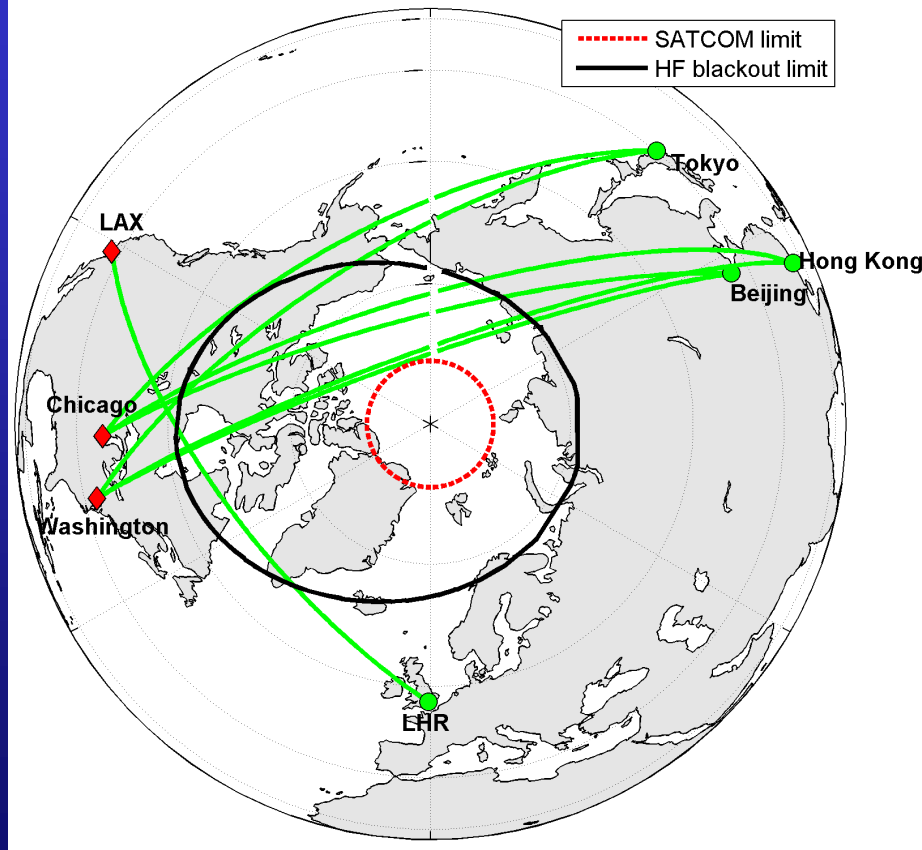 SATCOM limit
HF blackout limit
Tokyo
LAX
Hong Kong
Beijing
Chicago
Washington
LHR